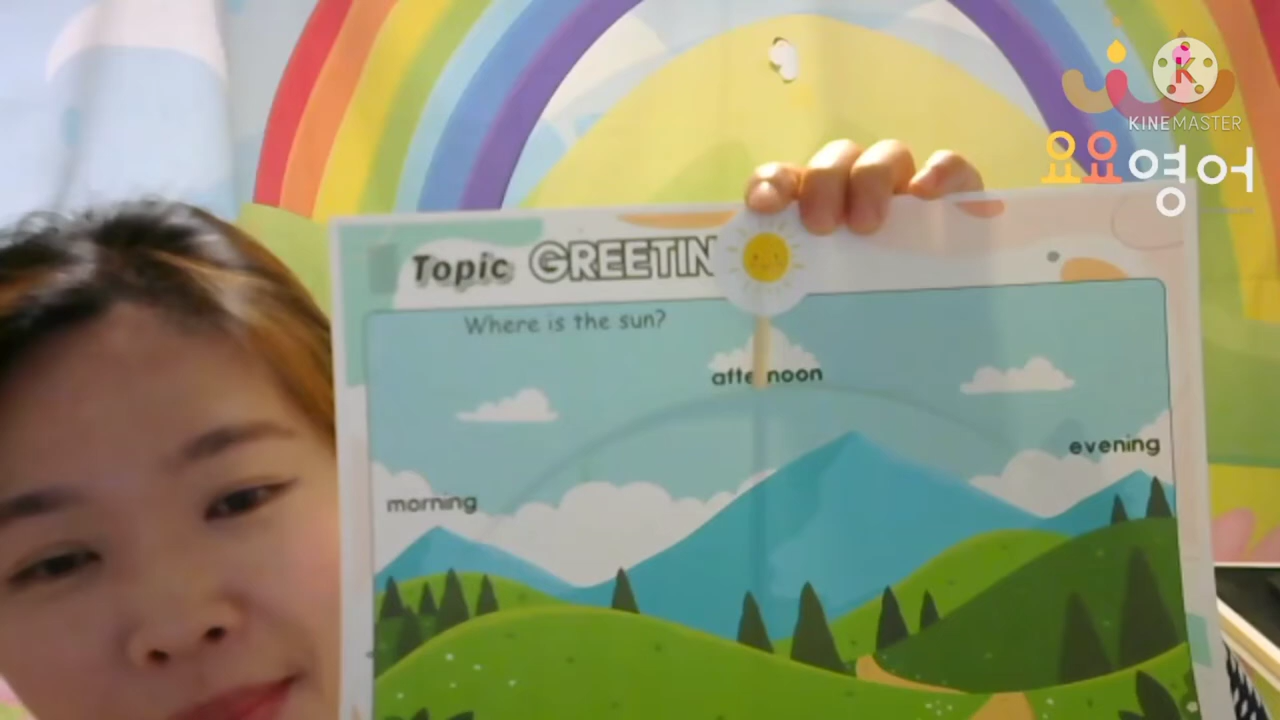 KINEMASTER
요요영어
Topic GREETIN
Where is the sun?
afternoon
evening
morning